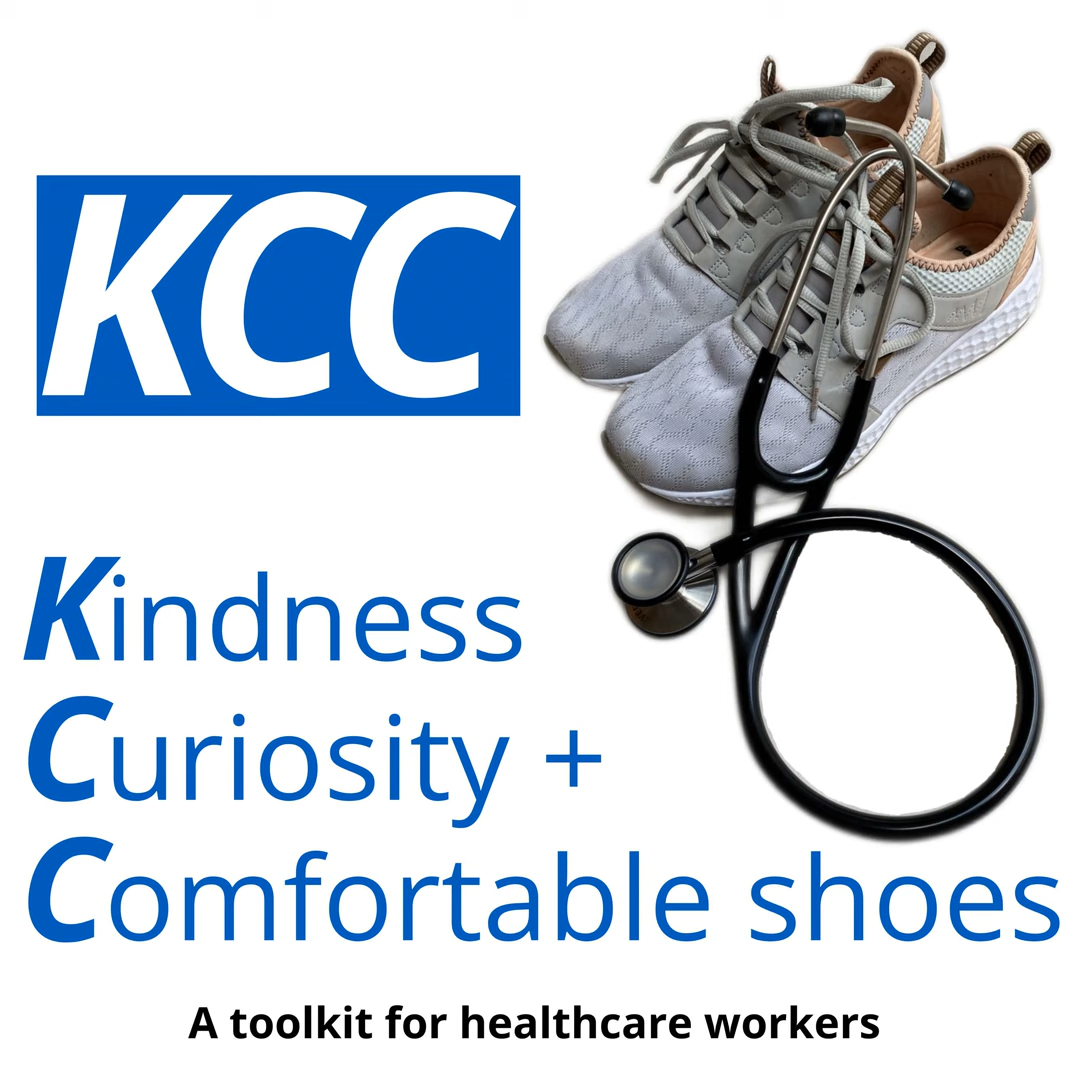 KCC
Kindness
Curiosity +
Comfortable shoes
A toolkit for healthcare workers